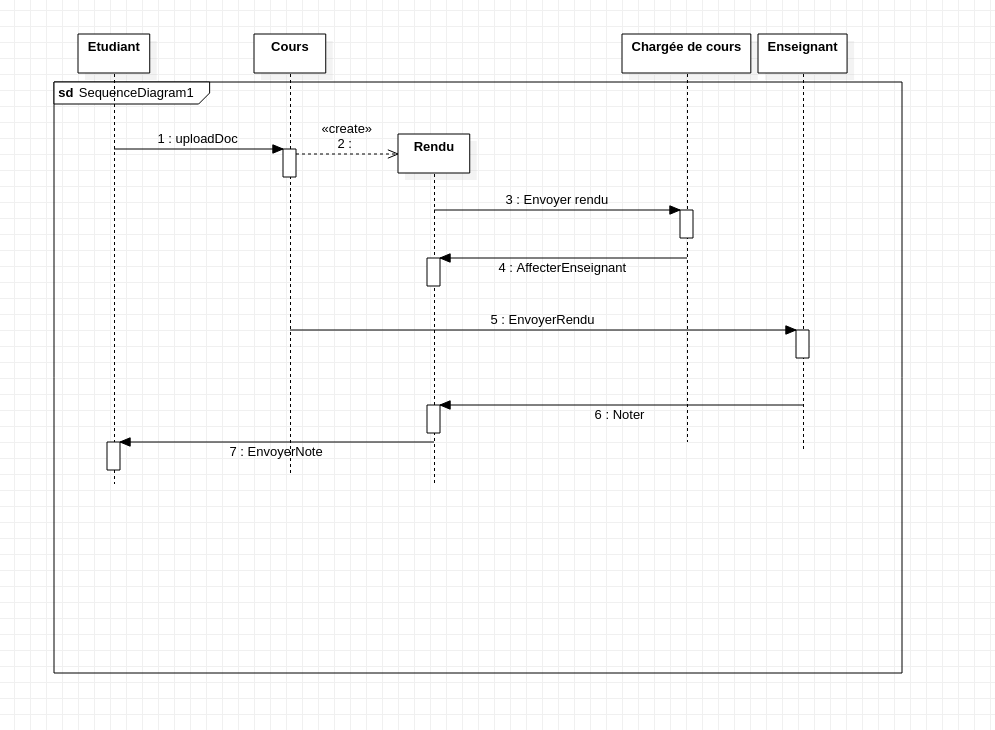 Etudiant
Cours
Chargée de cours
Enseignant
sd SequenceDiagram1
1 : uploadDoc
«create»
2 :
Rendu
3 : Envoyer rendu
4 : AffecterEnseignant
5 : EnvoyerRendu
6 : Noter
7 : EnvoyerNote